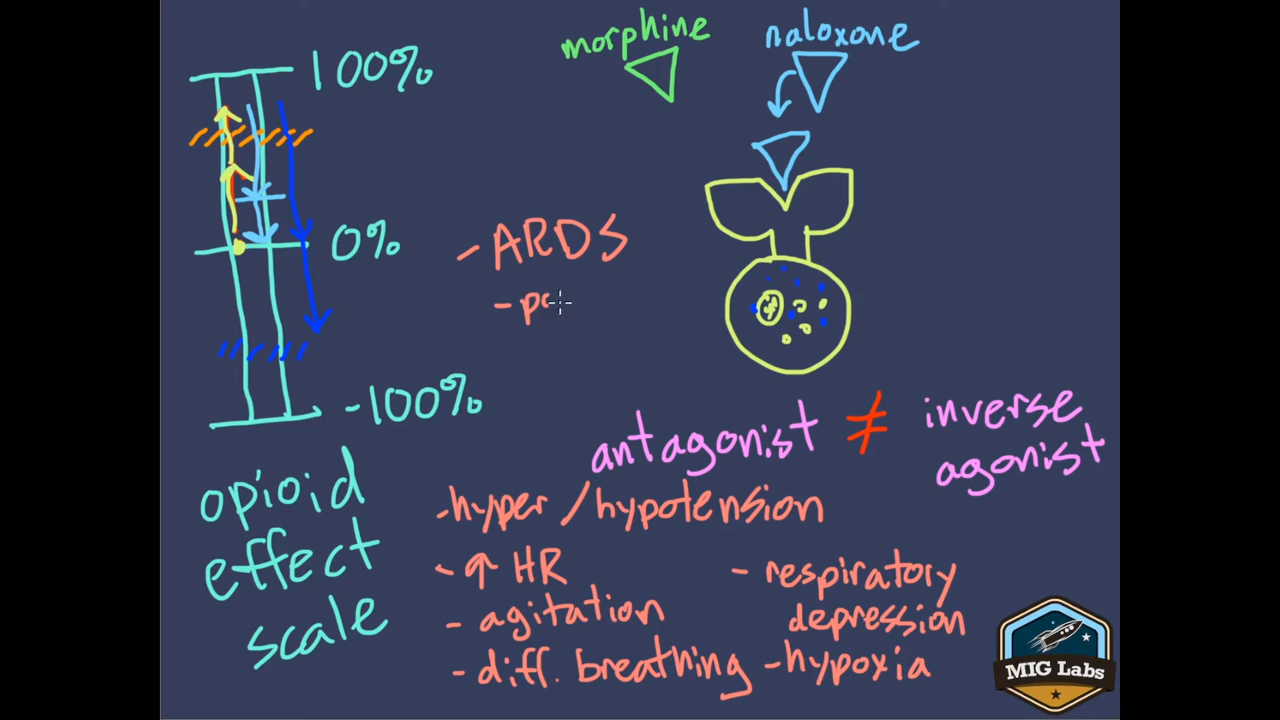 morphine
naloxone
100%
0%
-100%
- ARDS
- po
antagonist ≠ inverse
agonist
opioid
effect
scale
- hyper / hypotension
- ↑ HR
- agitation
- diff. breathing
- respiratory
depression
- hypoxia
MIG Labs